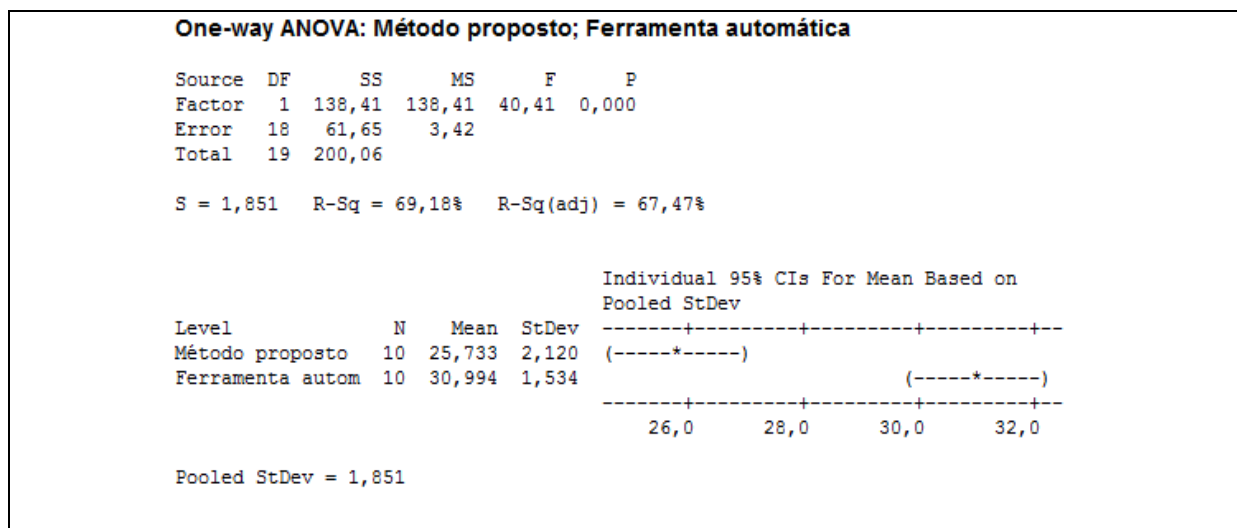 One-way ANOVA: Método proposto; Ferramenta automática
Source  DF      SS      MS      F      P
Factor   1  138,41  138,41  40,41  0,000
Error   18   61,65    3,42
Total   19  200,06
S = 1,851   R-Sq = 69,18%   R-Sq(adj) = 67,47%
Individual 95% CIs For Mean Based on
Pooled StDev
Level              N    Mean  StDev  -------+---------+---------+---------+--
Método proposto   10  25,733  2,120  (-----*-----)
Ferramenta autom  10  30,994  1,534                            (-----*-----)
-------+---------+---------+---------+--
26,0      28,0      30,0      32,0
Pooled StDev = 1,851